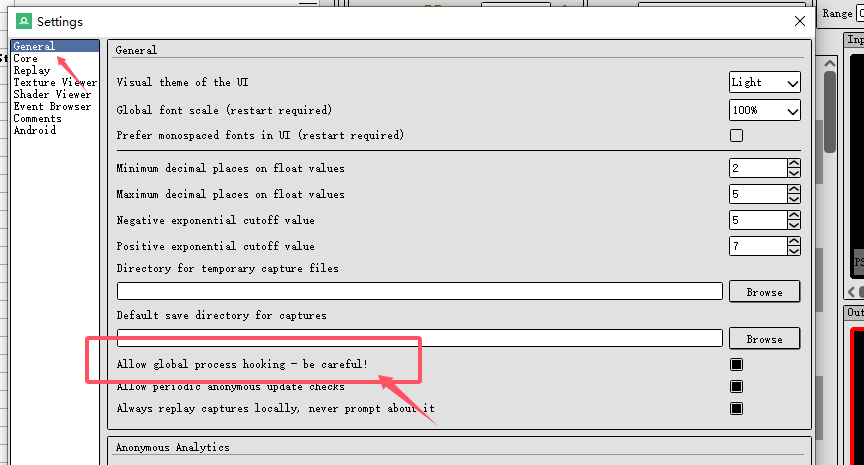 Settings
Range
General
Core
Replay
Texture Viewer
Shader Viewer
Event Browser
Comments
Android
General
Visual theme of the UI
Light
Global font scale (restart required)
100%
Prefer monospaced fonts in UI (restart required)
Minimum decimal places on float values
2
Maximum decimal places on float values
5
Negative exponential cutoff value
5
Positive exponential cutoff value
7
Directory for temporary capture files
Browse
Default save directory for captures
Browse
Allow global process hooking - be careful!
Allow periodic anonymous update checks
Always replay captures locally, never prompt about it
Anonymous Analytics
Inp
PS
Out